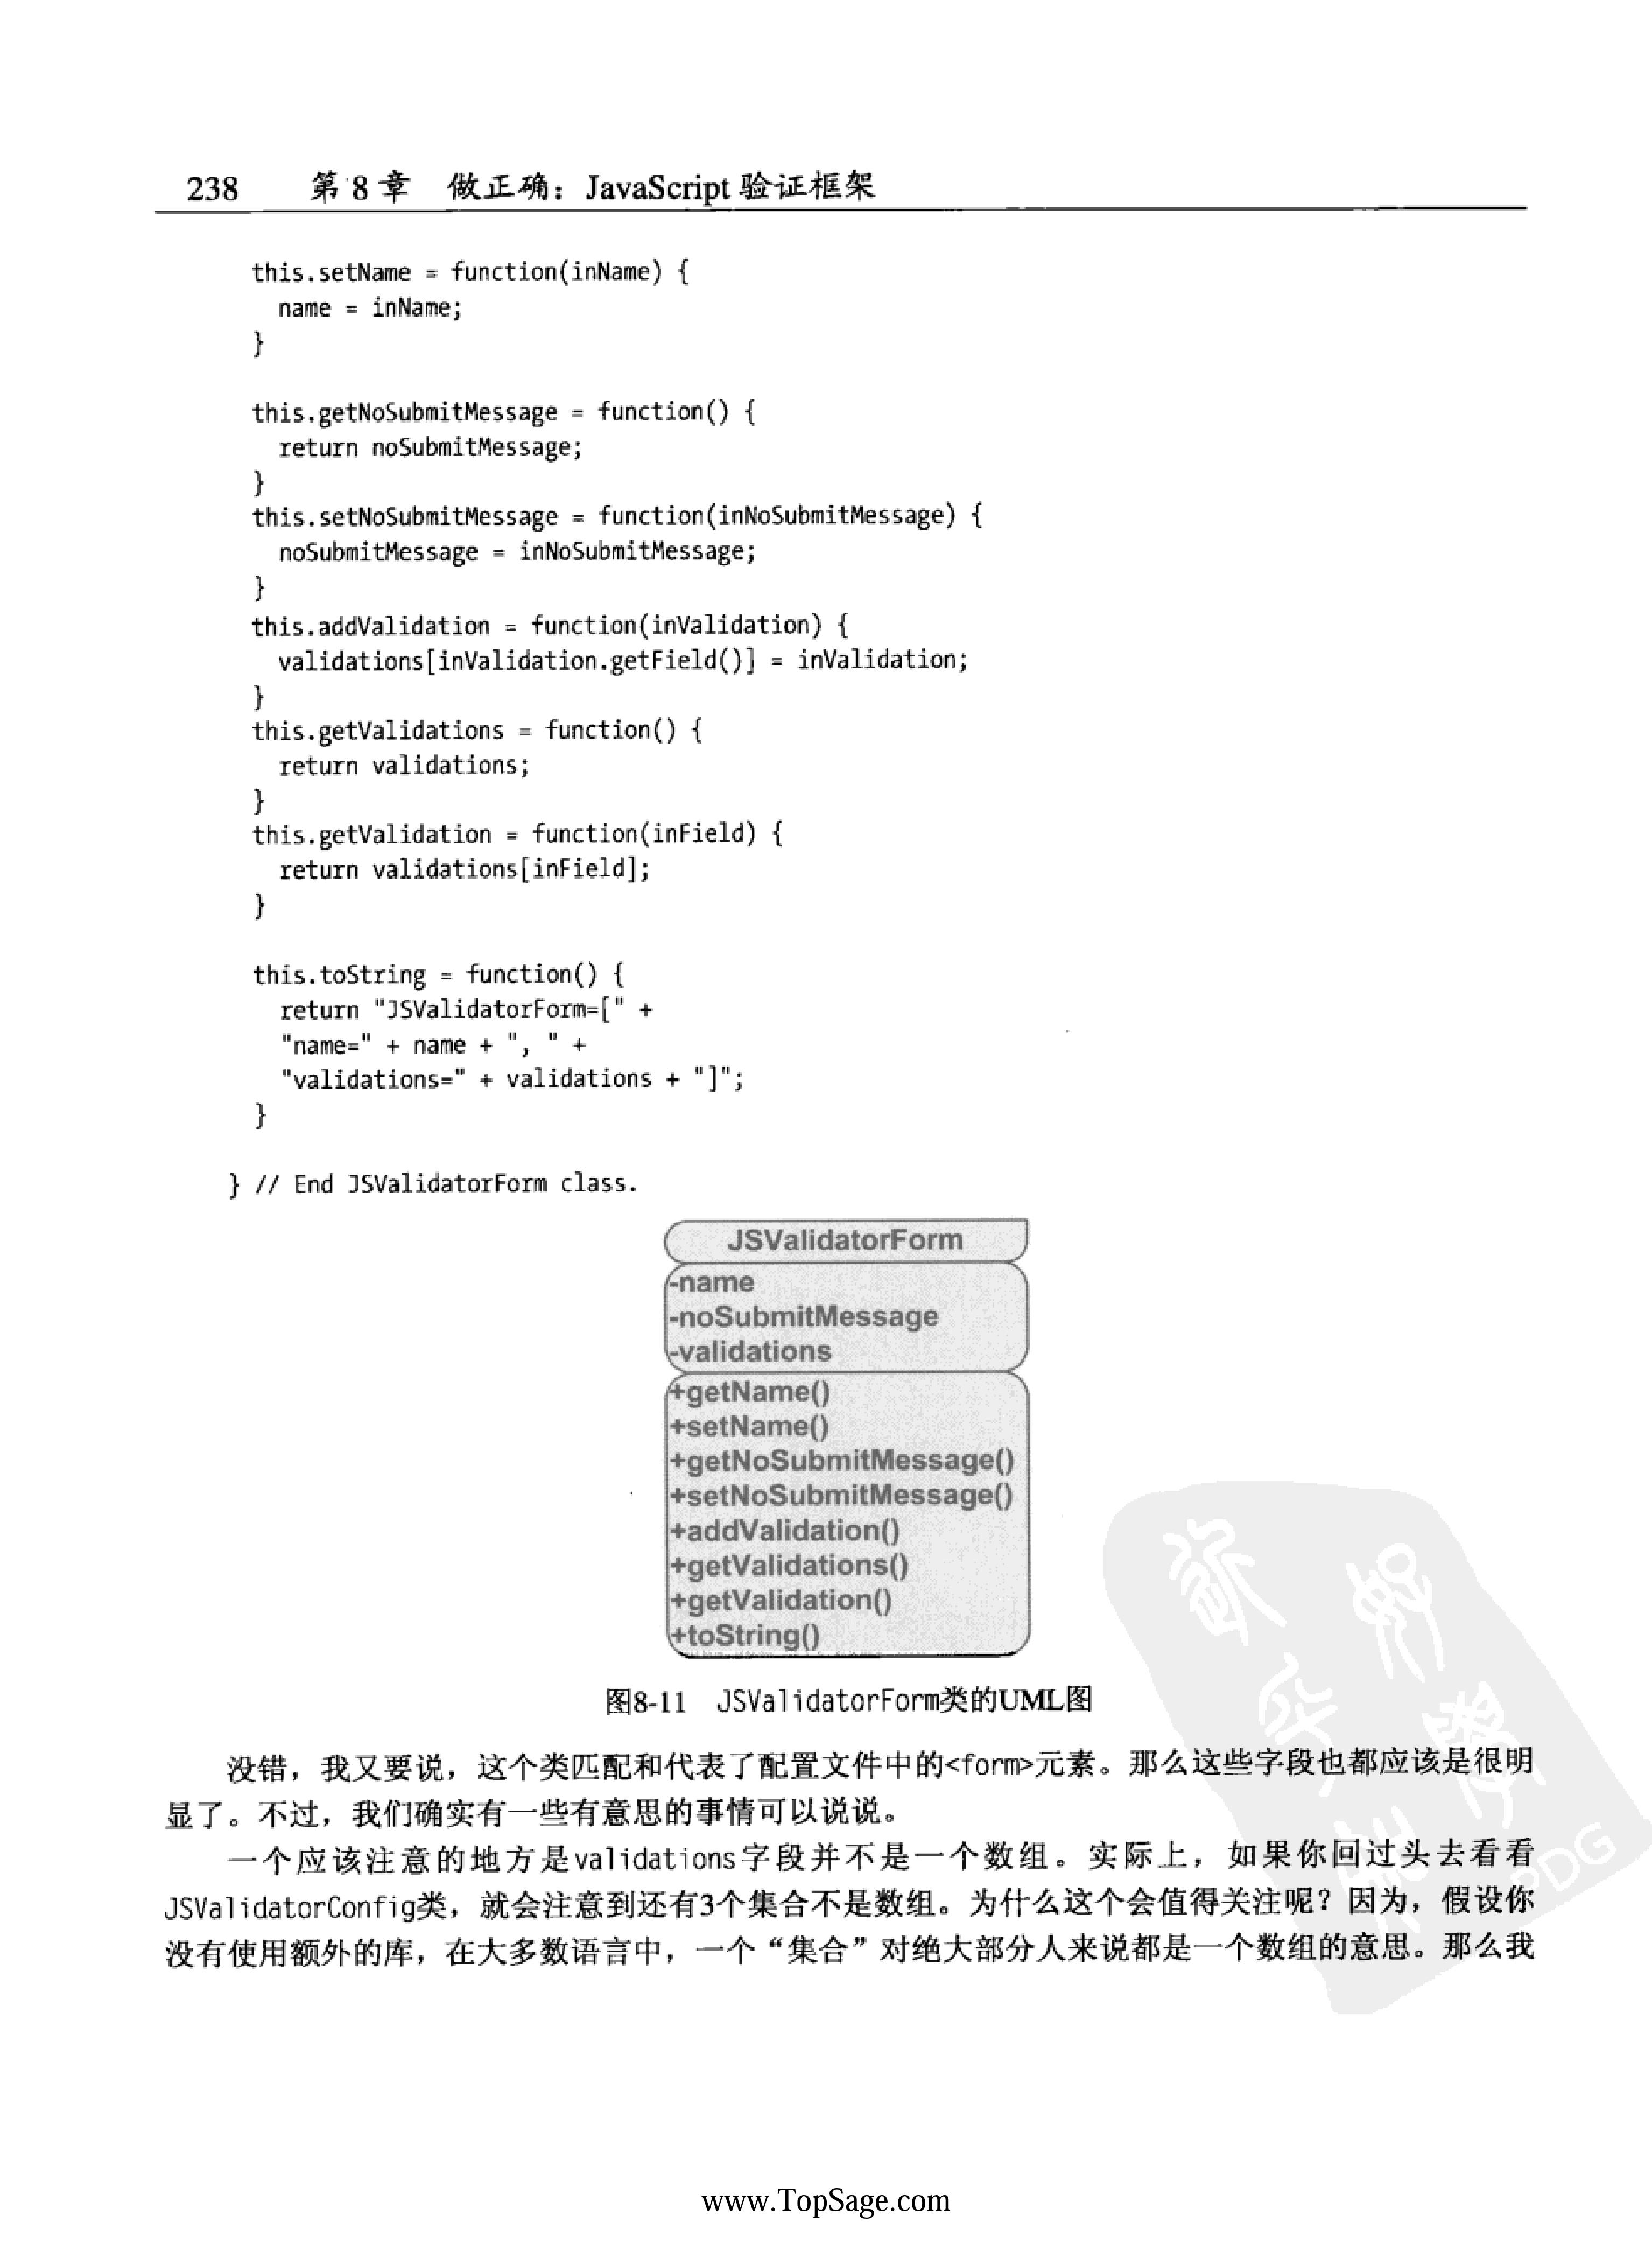 238 第8章 做正确：JavaScript 验证框架
this.setName = function(inName) {
name = inName;
}
this.getNoSubmitMessage = function() {
return noSubmitMessage;
}
this.setNoSubmitMessage = function(inNoSubmitMessage) {
noSubmitMessage = inNoSubmitMessage;
}
this.addValidation = function(inValidation) {
validations[inValidation.getField()] = inValidation;
}
this.getValidations = function() {
return validations;
}
this.getValidation = function(inField) {
return validations[inField];
}
this.toString = function() {
return "JSValidatorForm=[" +
"name=" + name + ", " +
"validations=" + validations + "]";
}
} // End JSValidatorForm class.
JSValidatorForm
-name
-noSubmitMessage
-validations
+getName()
+setName()
+getNoSubmitMessage()
+setNoSubmitMessage()
+addValidation()
+getValidations()
+getValidation()
+toString()
图8-11 JSValidatorForm类的UML图
没错，我又要说，这个类匹配和代表了配置文件中的<form>元素。那么这些字段也都应该是很明
显了。不过，我们确实有一些有意思的事情可以说说。
一个应该注意的地方是validations字段并不是一个数组。实际上，如果你回过头去看看
JSValidatorConfig类，就会注意到还有3个集合不是数组。为什么这个会值得关注呢？因为，假设你
没有使用额外的库，在大多数语言中，一个“集合”对绝大部分人来说都是一个数组的意思。那么我
PDG
www.TopSage.com